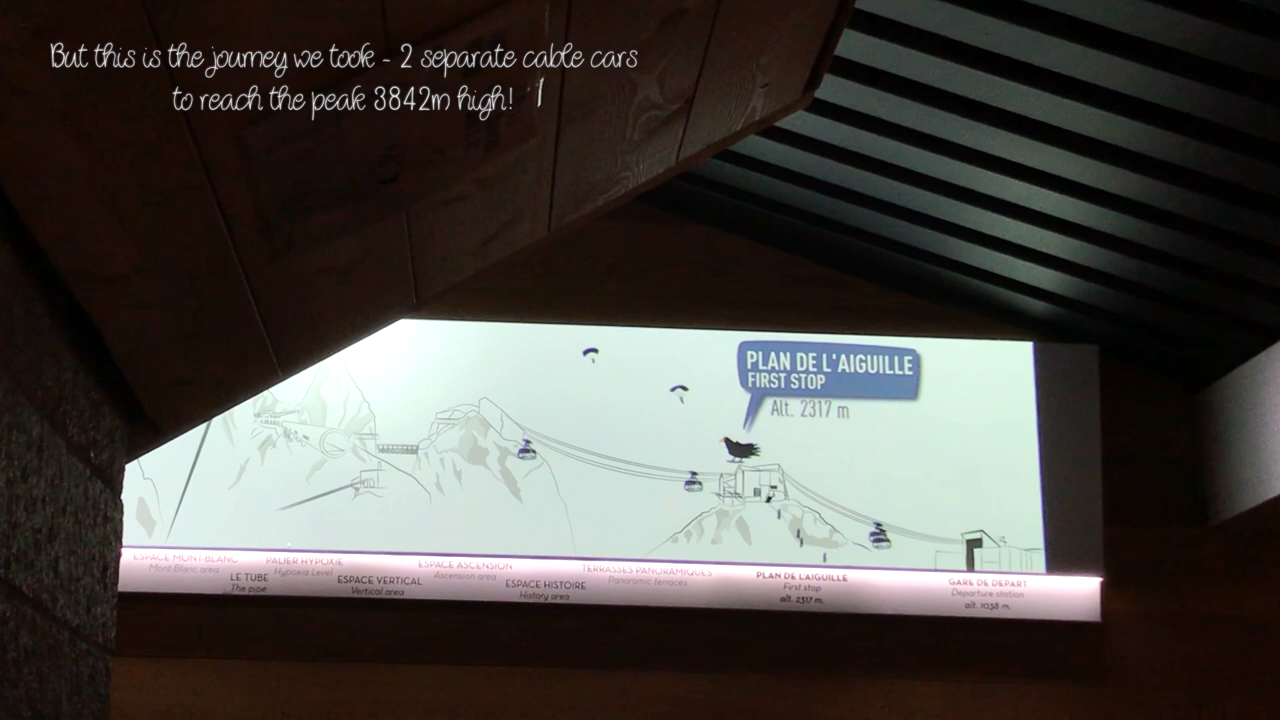 But this is the journey we took - 2 separate cable cars
to reach the peak 3842m high!
PLAN DE L'AIGUILLE
FIRST STOP
Alt. 2317 m
ESPACE MONT-BLANC
Mont-Blanc area
LE TUBE
The pipe
PALIER HYPOXIE
Hypoxia Level
ESPACE VERTICAL
Vertical area
ESPACE ASCENSION
Ascension area
ESPACE HISTOIRE
History area
TERRASSES PANORAMIQUES
Panoramic terraces
PLAN DE L'AIGUILLE
First stop
alt. 2317 m.
GARE DE DEPART
Departure station
alt. 1038 m.